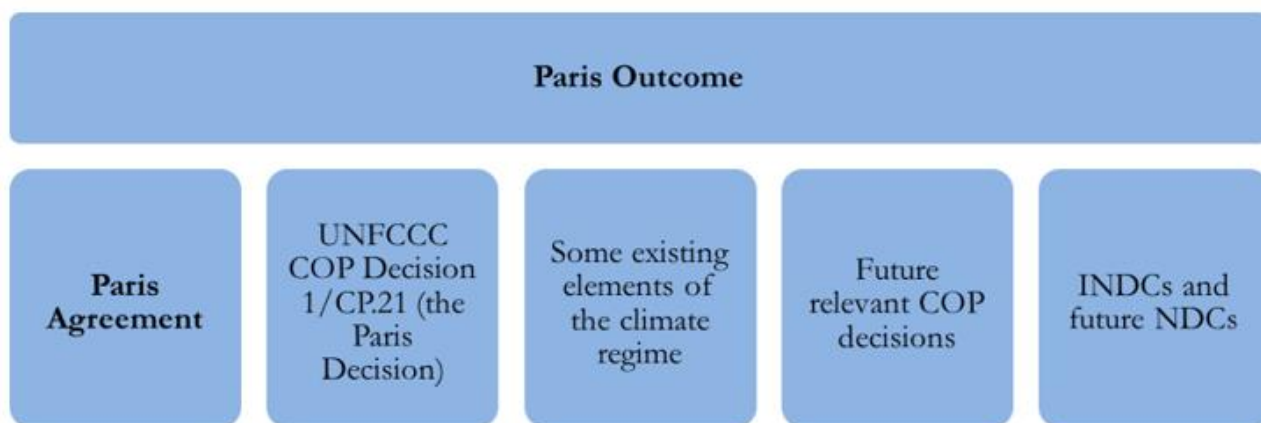 Paris Outcome
Paris
Agreement
UNFCCC
COP Decision
1/CP.21 (the
Paris
Decision)
Some existing
elements of
the climate
regime
Future
relevant COP
decisions
INDCs and
future NDCs